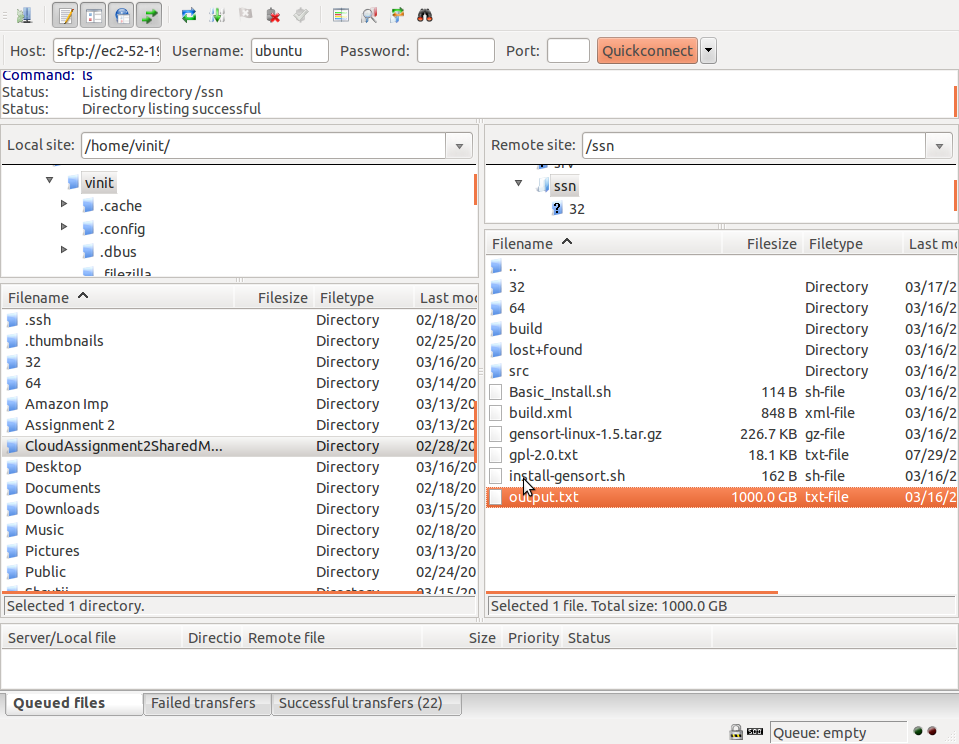 Host: sftp://ec2-52-19 Username: ubuntu Password: Port: Quickconnect
Command: ls
Status: Listing directory /ssn
Status: Directory listing successful
Local site: /home/vinit/
vinit
.cache
.config
.dbus
.filezilla
Filename Filesize Filetype Last mod
.ssh Directory 02/18/20
.thumbnails Directory 02/25/20
32 Directory 03/16/20
64 Directory 03/14/20
Amazon Imp Directory 03/13/20
Assignment 2 Directory 03/13/20
CloudAssignment2SharedM... Directory 02/28/20
Desktop Directory 03/16/20
Documents Directory 02/18/20
Downloads Directory 03/15/20
Music Directory 02/18/20
Pictures Directory 03/13/20
Public Directory 02/24/20
Directory 03/15/20
Selected 1 directory.
Remote site: /ssn
srv
ssn
32
Filename Filesize Filetype Last mo
..
32 Directory 03/17/2
64 Directory 03/16/2
build Directory 03/16/2
lost+found Directory 03/16/2
src Directory 03/16/2
Basic_Install.sh 114 B sh-file 03/16/2
build.xml 848 B xml-file 03/16/2
gensort-linux-1.5.tar.gz 226.7 KB gz-file 03/16/2
gpl-2.0.txt 18.1 KB txt-file 07/29/2
install-gensort.sh 162 B sh-file 03/16/2
output.txt 1000.0 GB txt-file 03/16/2
Selected 1 file. Total size: 1000.0 GB
Server/Local file Directio Remote file Size Priority Status
Queued files Failed transfers Successful transfers (22)
Queue: empty